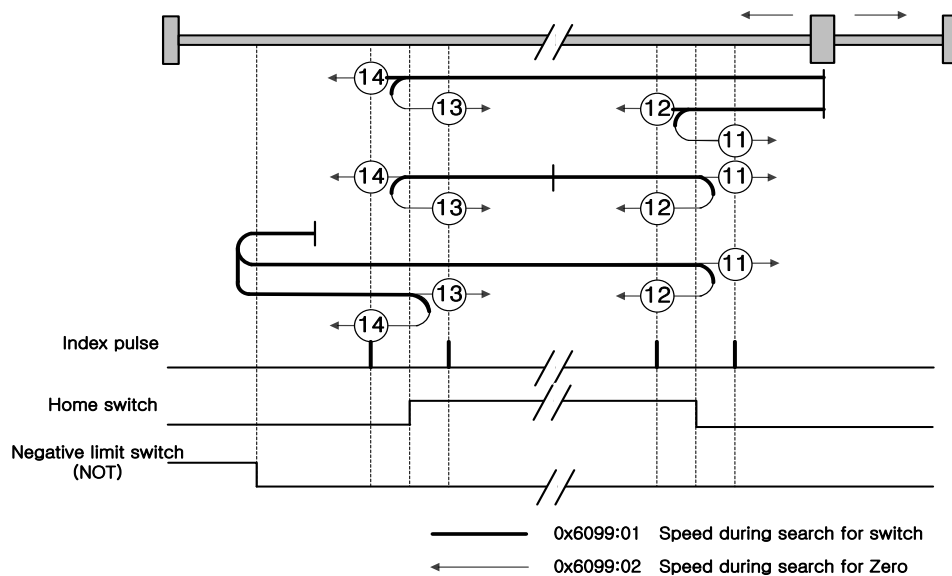 14
13
12
11
14
11
13
12
11
13
12
14
Index pulse
Home switch
Negative limit switch
(NOT)
0x6099:01 Speed during search for switch
0x6099:02 Speed during search for Zero